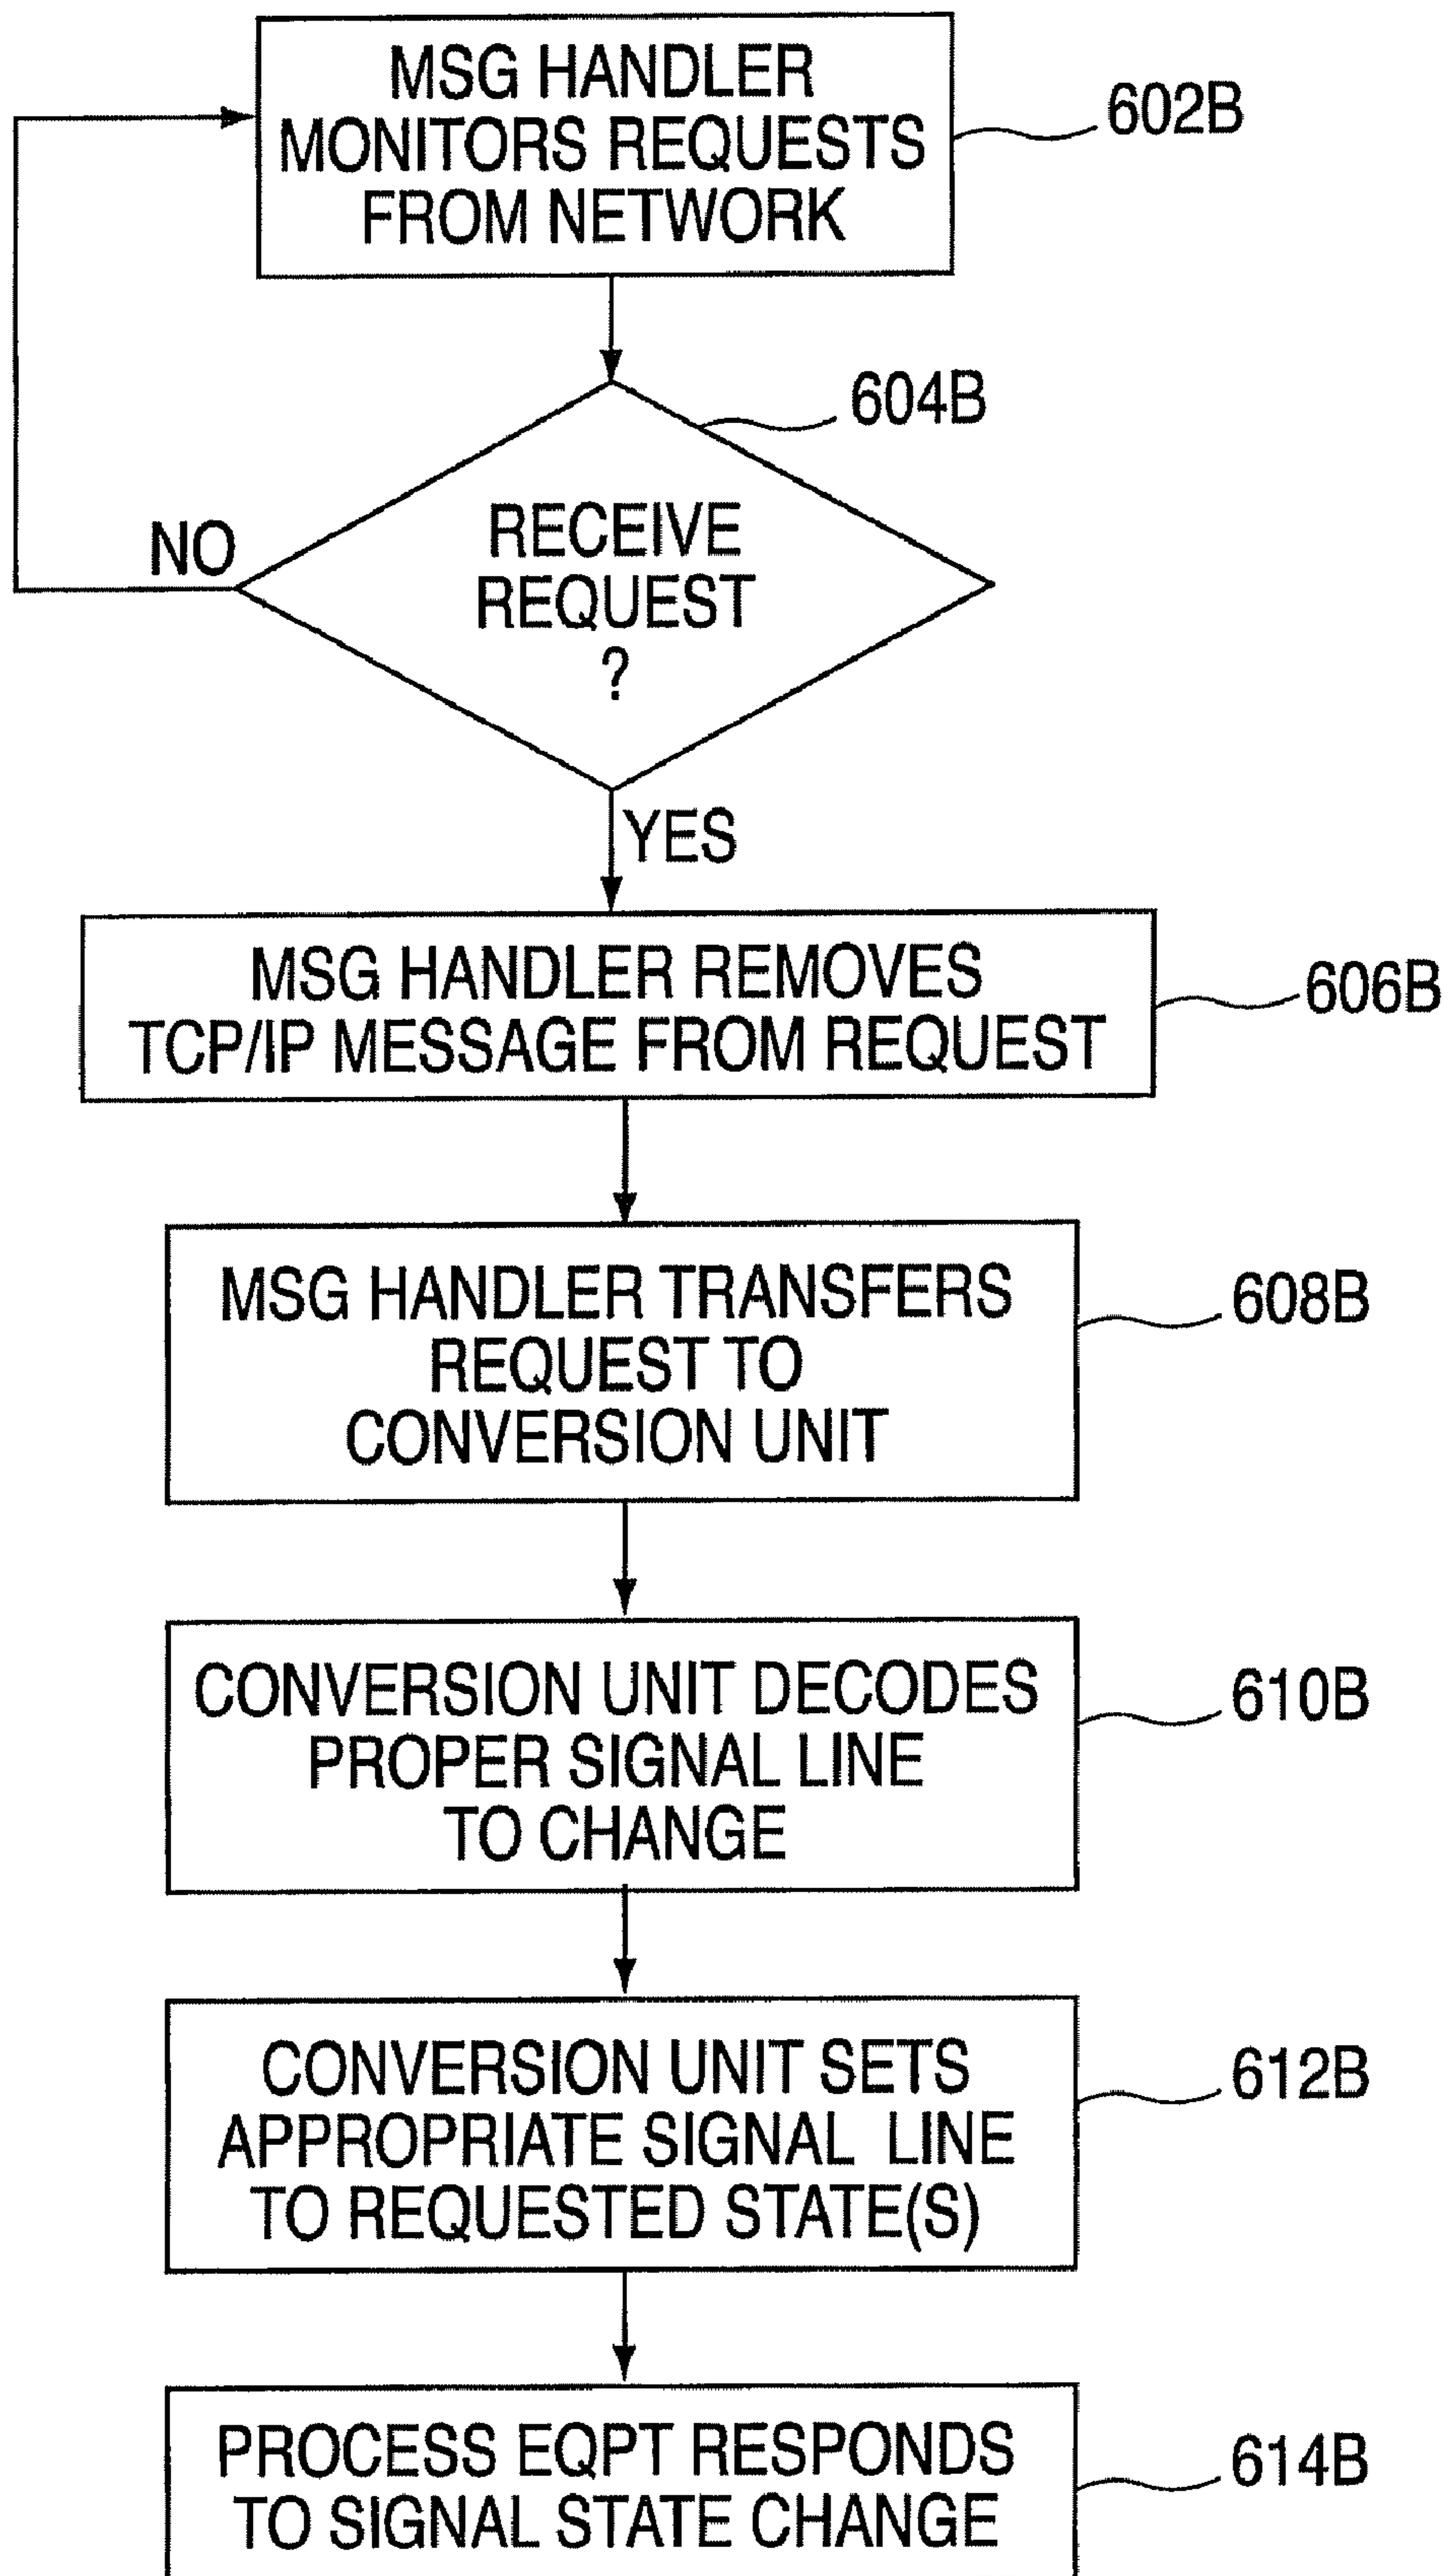 MSG HANDLER
MONITORS REQUESTS
FROM NETWORK
602B
604B
RECEIVE
REQUEST
?
NO
YES
MSG HANDLER REMOVES
TCP/IP MESSAGE FROM REQUEST
606B
MSG HANDLER TRANSFERS
REQUEST TO
CONVERSION UNIT
608B
CONVERSION UNIT DECODES
PROPER SIGNAL LINE
TO CHANGE
610B
CONVERSION UNIT SETS
APPROPRIATE SIGNAL LINE
TO REQUESTED STATE(S)
612B
PROCESS EQPT RESPONDS
TO SIGNAL STATE CHANGE
614B